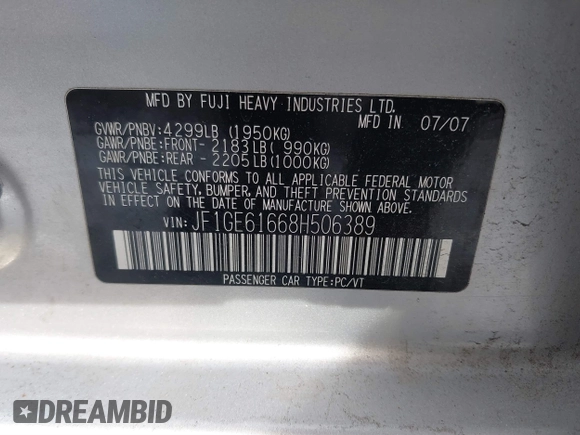 MFD BY FUJI HEAVY INDUSTRIES LTD.
GVWR/PNBV:4299LB (1950KG) IN 07/07
GAWR/PNBE:FRONT- 2183LB( 990KG)
GAWR/PNBE:REAR - 2205LB(1000KG)
THIS VEHICLE CONFORMS TO ALL APPLICABLE FEDERAL MOTOR
VEHICLE SAFETY, BUMPER, AND THEFT PREVENTION STANDARDS
IN EFFECT ON THE DATE OF MANUFACTURE SHOWN ABOVE.
VIN:JF1GE61668H506389
PASSENGER CAR TYPE:PC/VT
DREAMBID